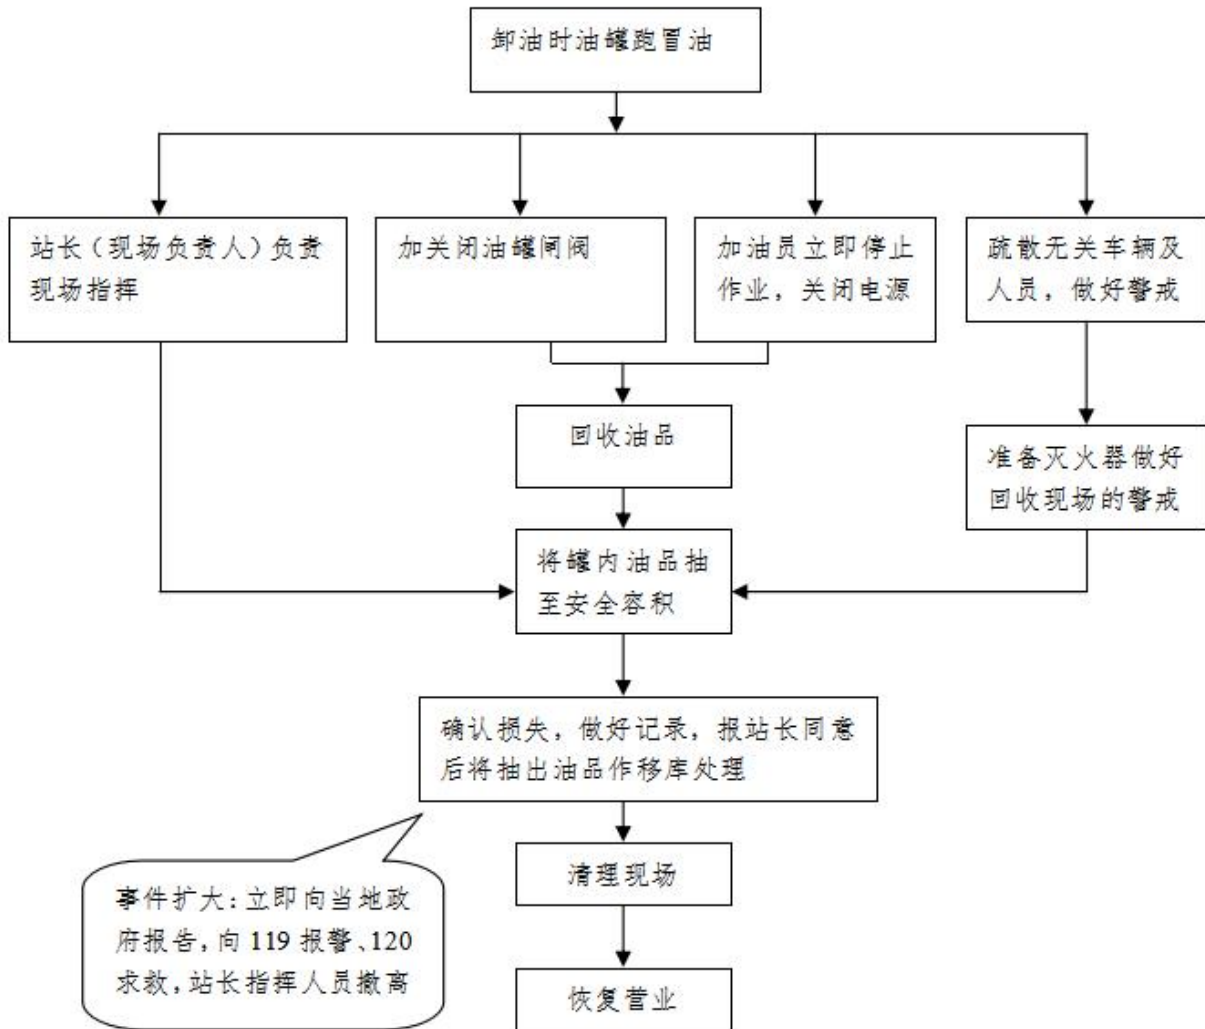 卸油时油罐跑冒油
站长（现场负责人）负责
现场指挥
加关闭油罐闸阀
加油员立即停止
作业，关闭电源
疏散无关车辆及
人员，做好警戒
回收油品
准备灭火器做好
回收现场的警戒
将罐内油品抽
至安全容积
确认损失，做好记录，报站长同意
后将抽出油品作移库处理
清理现场
事件扩大：立即向当地政
府报告，向 119 报警、120
求救，站长指挥人员撤离
恢复营业